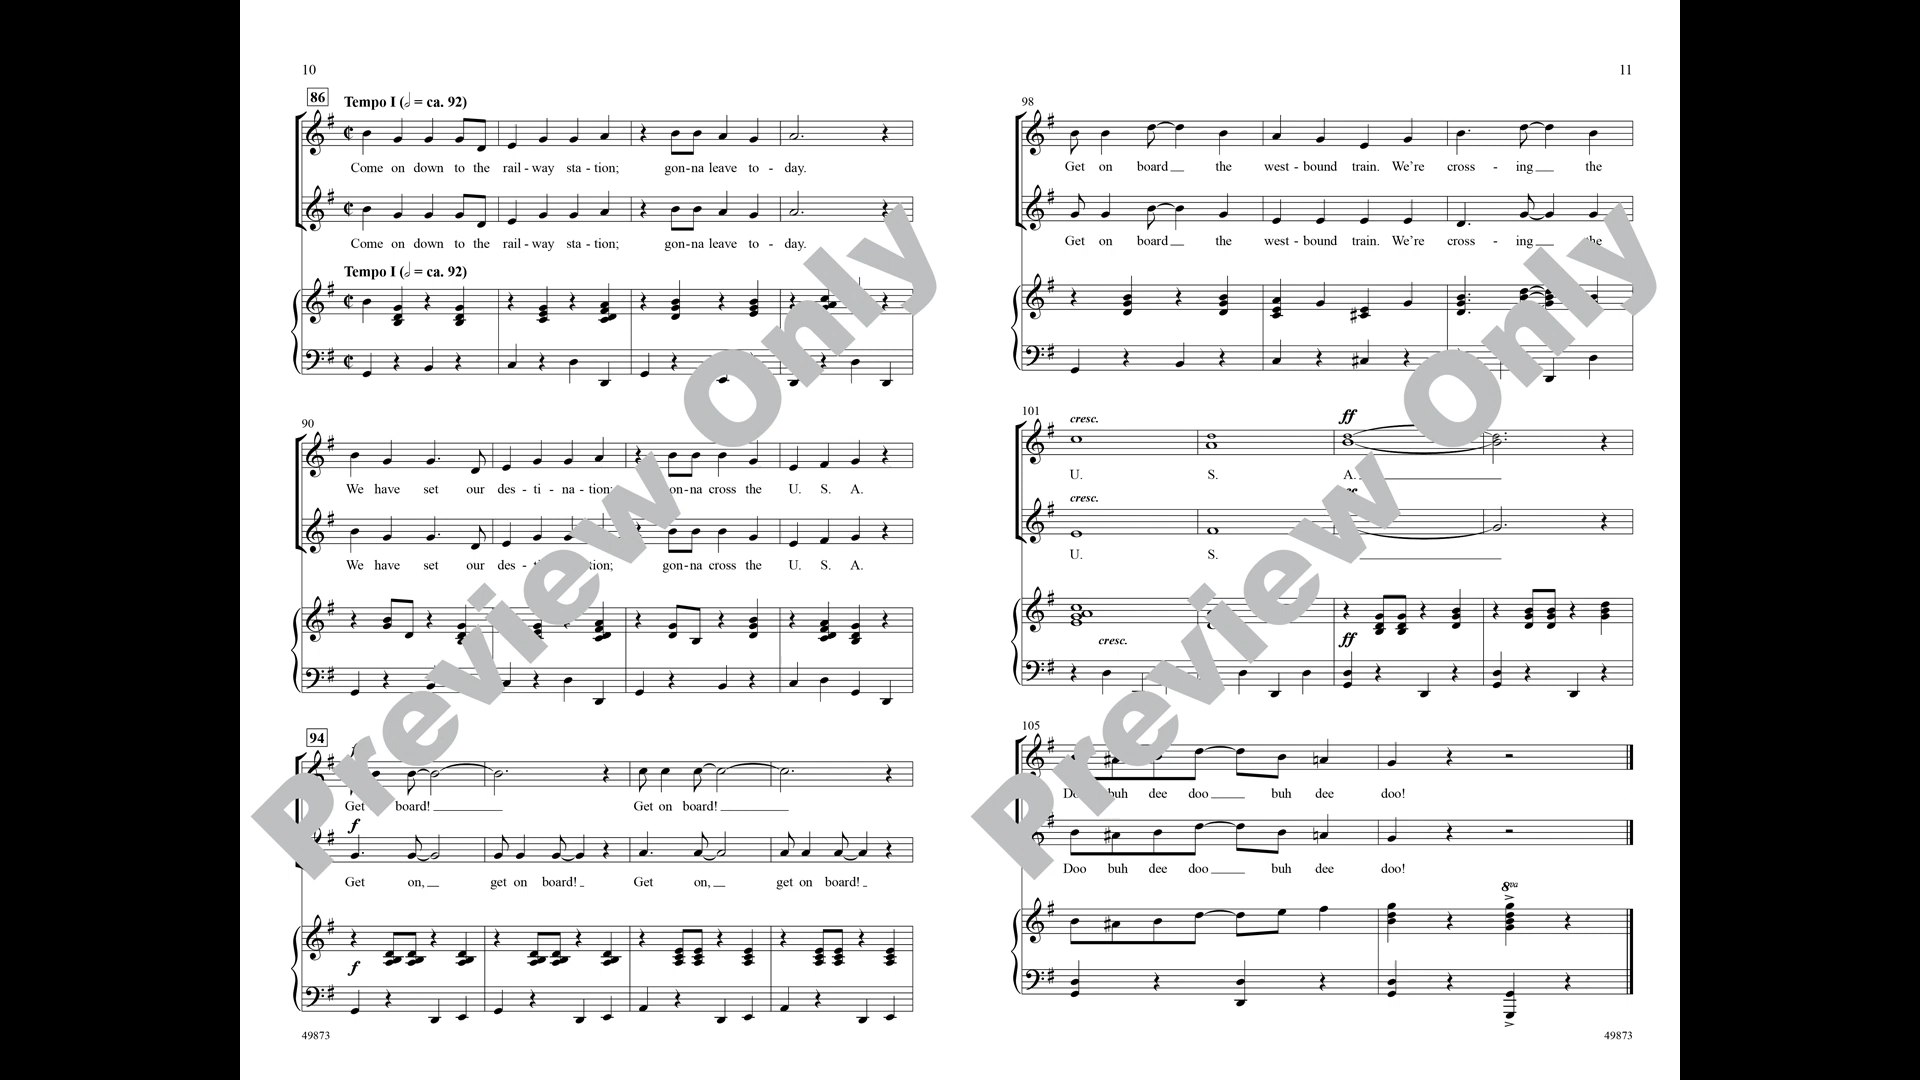 10
86 Tempo I (𝅗𝅥 = ca. 92)
Come on down to the rail - way sta - tion; gon - na leave to - day.
Come on down to the rail - way sta - tion; gon - na leave to - day.
Tempo I (𝅗𝅥 = ca. 92)
90
We have set our des - ti - na - tion; gon - na cross the U. S. A.
We have set our des - tion; gon - na cross the U. S. A.
94
Get board! Get on board!
f
Get on, get on board! Get on, get on board!
f
49873
11
98
Get on board the west - bound train. We're cross - ing the
Get on board the west - bound train. We're cross - ing the
101
cresc. ff
U. S. A.
cresc.
U. S.
cresc. ff
105
Doo buh dee doo buh dee doo!
Doo buh dee doo buh dee doo!
8va
49873
Preview Only
Preview Only